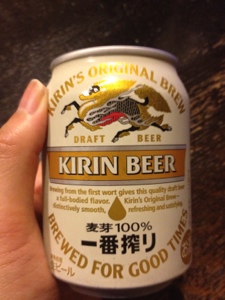 KIRIN'S ORIGINAL BREW
DRAFT BEER
KIRIN BEER
Brewing from the first wort gives this quality draft beer
a full-bodied flavor. Kirin's Original Brew –
distinctively smooth, refreshing and satisfying
麦芽100%
一番搾り
BREWED FOR GOOD TIMES